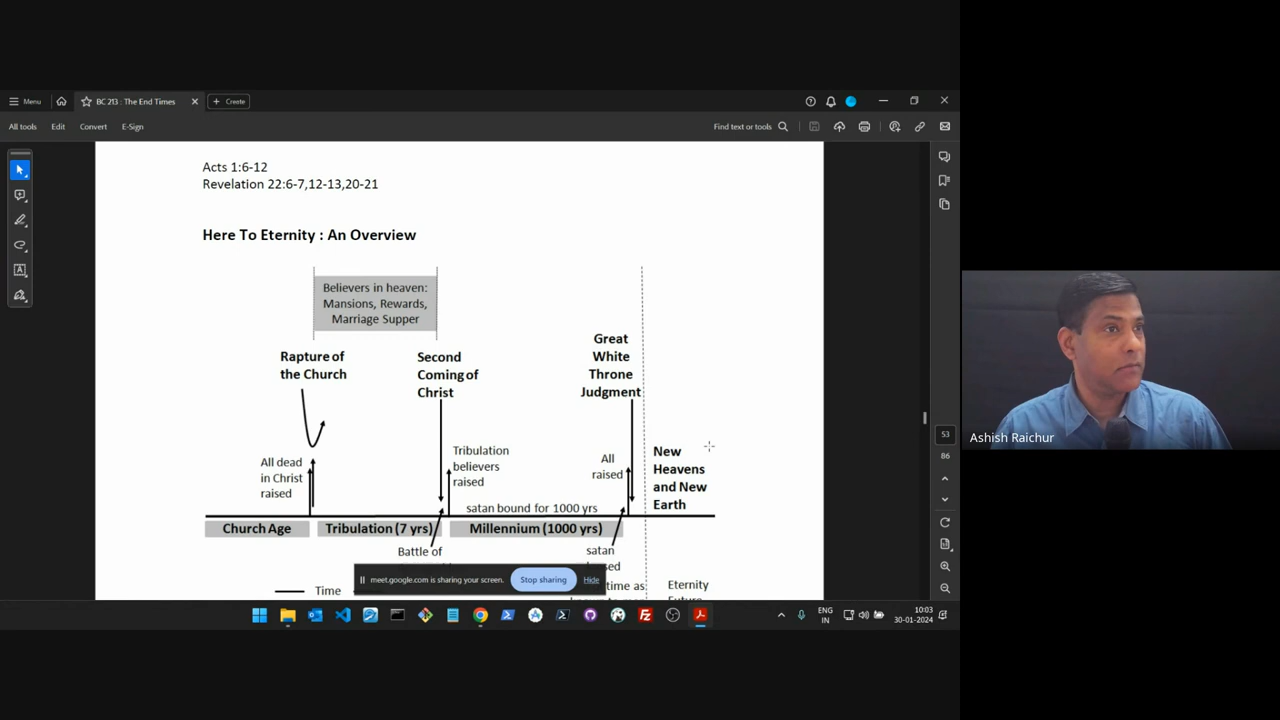 Menu
BC 213 : The End Times
Create
All tools
Edit
Convert
E-Sign
Find text or tools
Acts 1:6-12
Revelation 22:6-7,12-13,20-21
Here To Eternity : An Overview
Believers in heaven:
Mansions, Rewards,
Marriage Supper
Rapture of
the Church
Second
Coming of
Christ
Great
White
Throne
Judgment
All dead
in Christ
raised
Tribulation
believers
raised
All
raised
New
Heavens
and New
Earth
satan bound for 1000 yrs
Church Age
Tribulation (7 yrs)
Millennium (1000 yrs)
Battle of
satan
meet.google.com is sharing your screen.
Stop sharing
Hide
Time
time as
Eternity
Future
53
86
ENG
IN
10:03
30-01-2024
Ashish Raichur